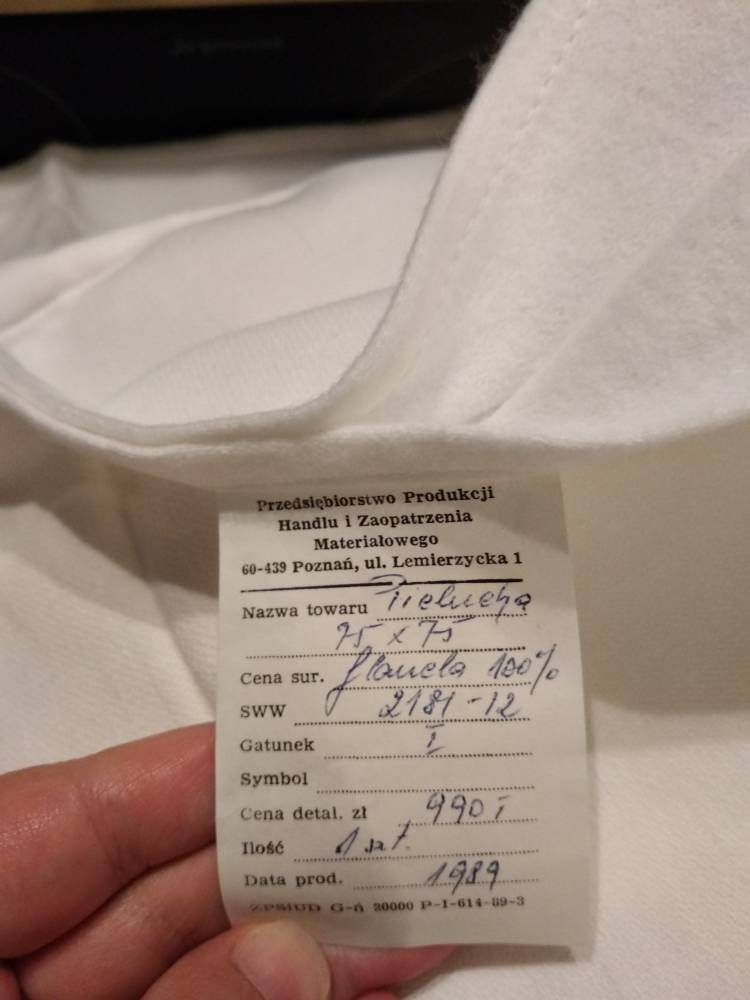 Przedsiębiorstwo Produkcji
Handlu i Zaopatrzenia
Materiałowego
60-439 Poznań, ul. Lemierzycka 1
Nazwa towaru Pielucha
75 x 75
Cena sur. flanela 100%
SWW 2181-12
Gatunek I
Symbol
Cena detal. zł 990
Ilość 1 szt.
Data prod. 1989
ZPSIUD G-ń 20000 P-I-614-89-3